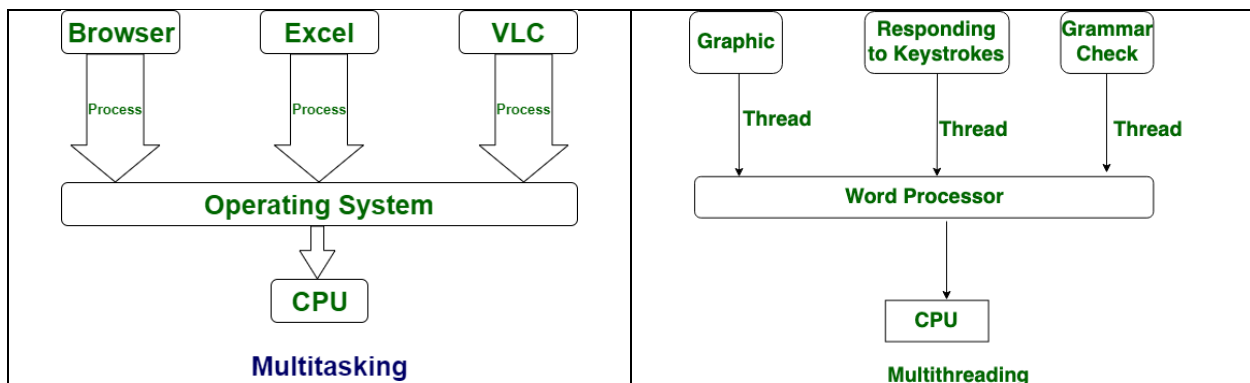 Browser
Excel
VLC
Process
Process
Process
Operating System
CPU
Multitasking
Graphic
Responding
to Keystrokes
Grammar
Check
Thread
Thread
Thread
Word Processor
CPU
Multithreading